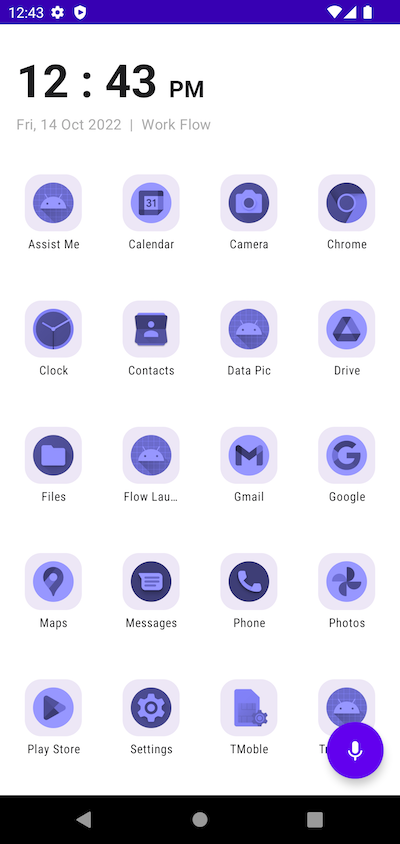 12:43
12 : 43 PM
Fri, 14 Oct 2022 | Work Flow
31
Assist Me Calendar Camera Chrome
Clock Contacts Data Pic Drive
Files Flow Lau... Gmail Google
Maps Messages Phone Photos
Play Store Settings TMoble